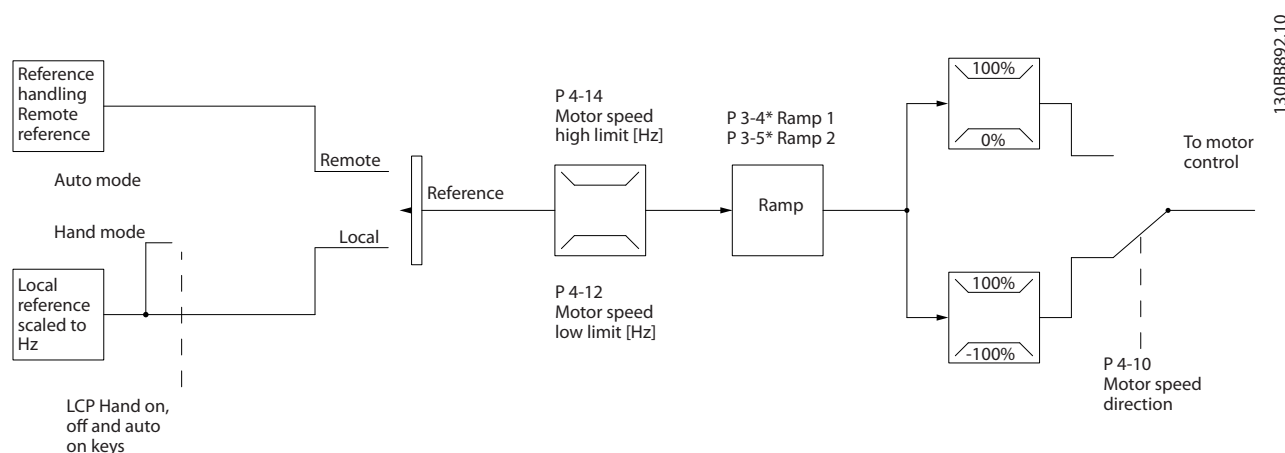 Reference
handling
Remote
reference
Auto mode
Hand mode
Local
reference
scaled to
Hz
LCP Hand on,
off and auto
on keys
Remote
Local
Reference
P 4-14
Motor speed
high limit [Hz]
P 4-12
Motor speed
low limit [Hz]
P 3-4* Ramp 1
P 3-5* Ramp 2
Ramp
100%
0%
100%
-100%
To motor
control
P 4-10
Motor speed
direction
130BB892.10